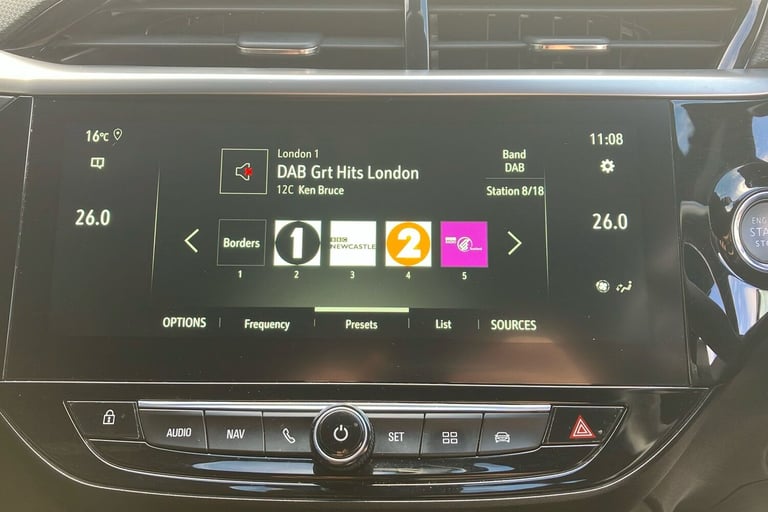 16°C
11:08
London 1
DAB Grt Hits London
12C Ken Bruce
Band
DAB
Station 8/18
26.0
26.0
Borders
1
BBC
NEWCASTLE
2
1
2
3
4
5
OPTIONS
Frequency
Presets
List
SOURCES
AUDIO
NAV
SET